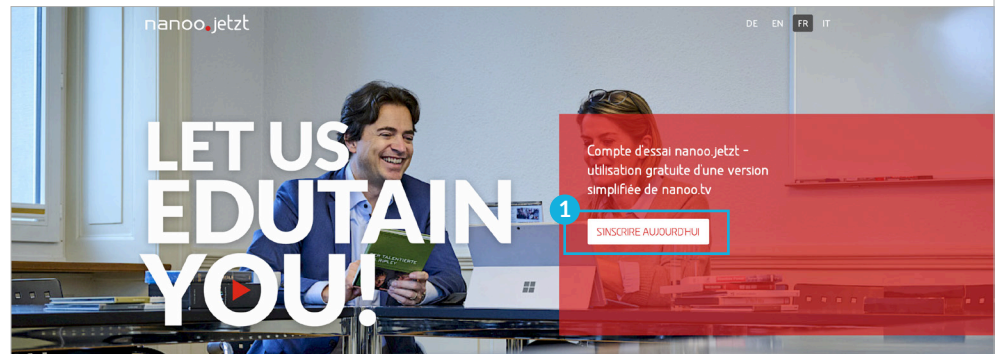 nanoo.jetzt
DE EN FR IT
LET US
EDUTAIN
YOU!
Compte d'essai nanoo.jetzt -
utilisation gratuite d'une version
simplifiée de nanoo.tv
1
S'INSCRIRE AUJOURD'HUI